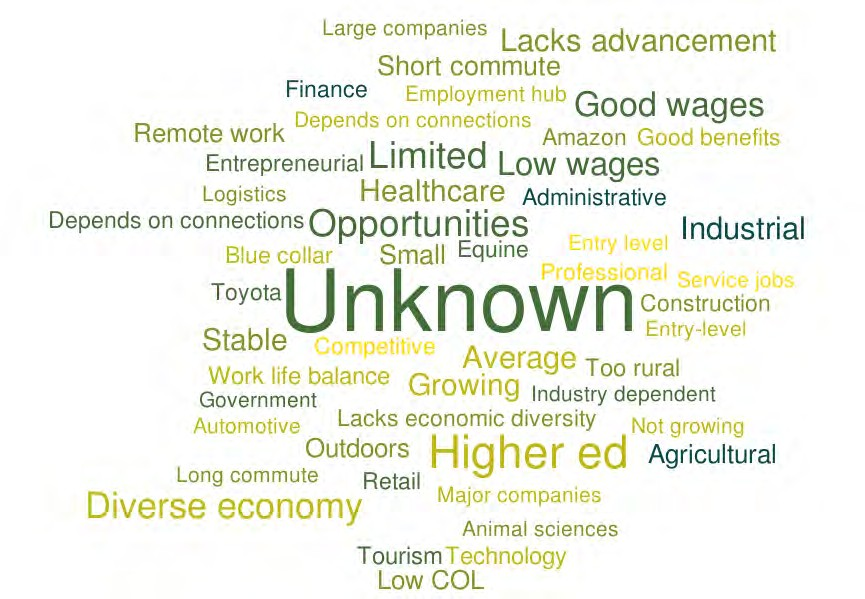 Large companies
Lacks advancement
Short commute
Finance
Employment hub
Good wages
Depends on connections
Remote work
Amazon
Good benefits
Entrepreneurial
Limited
Low wages
Logistics
Healthcare
Administrative
Depends on connections
Opportunities
Industrial
Blue collar
Small
Equine
Entry level
Professional
Service jobs
Toyota
Unknown
Construction
Entry-level
Stable
Competitive
Average
Too rural
Work life balance
Growing
Industry dependent
Government
Automotive
Lacks economic diversity
Not growing
Outdoors
Higher ed
Agricultural
Long commute
Retail
Major companies
Diverse economy
Animal sciences
Tourism
Technology
Low COL